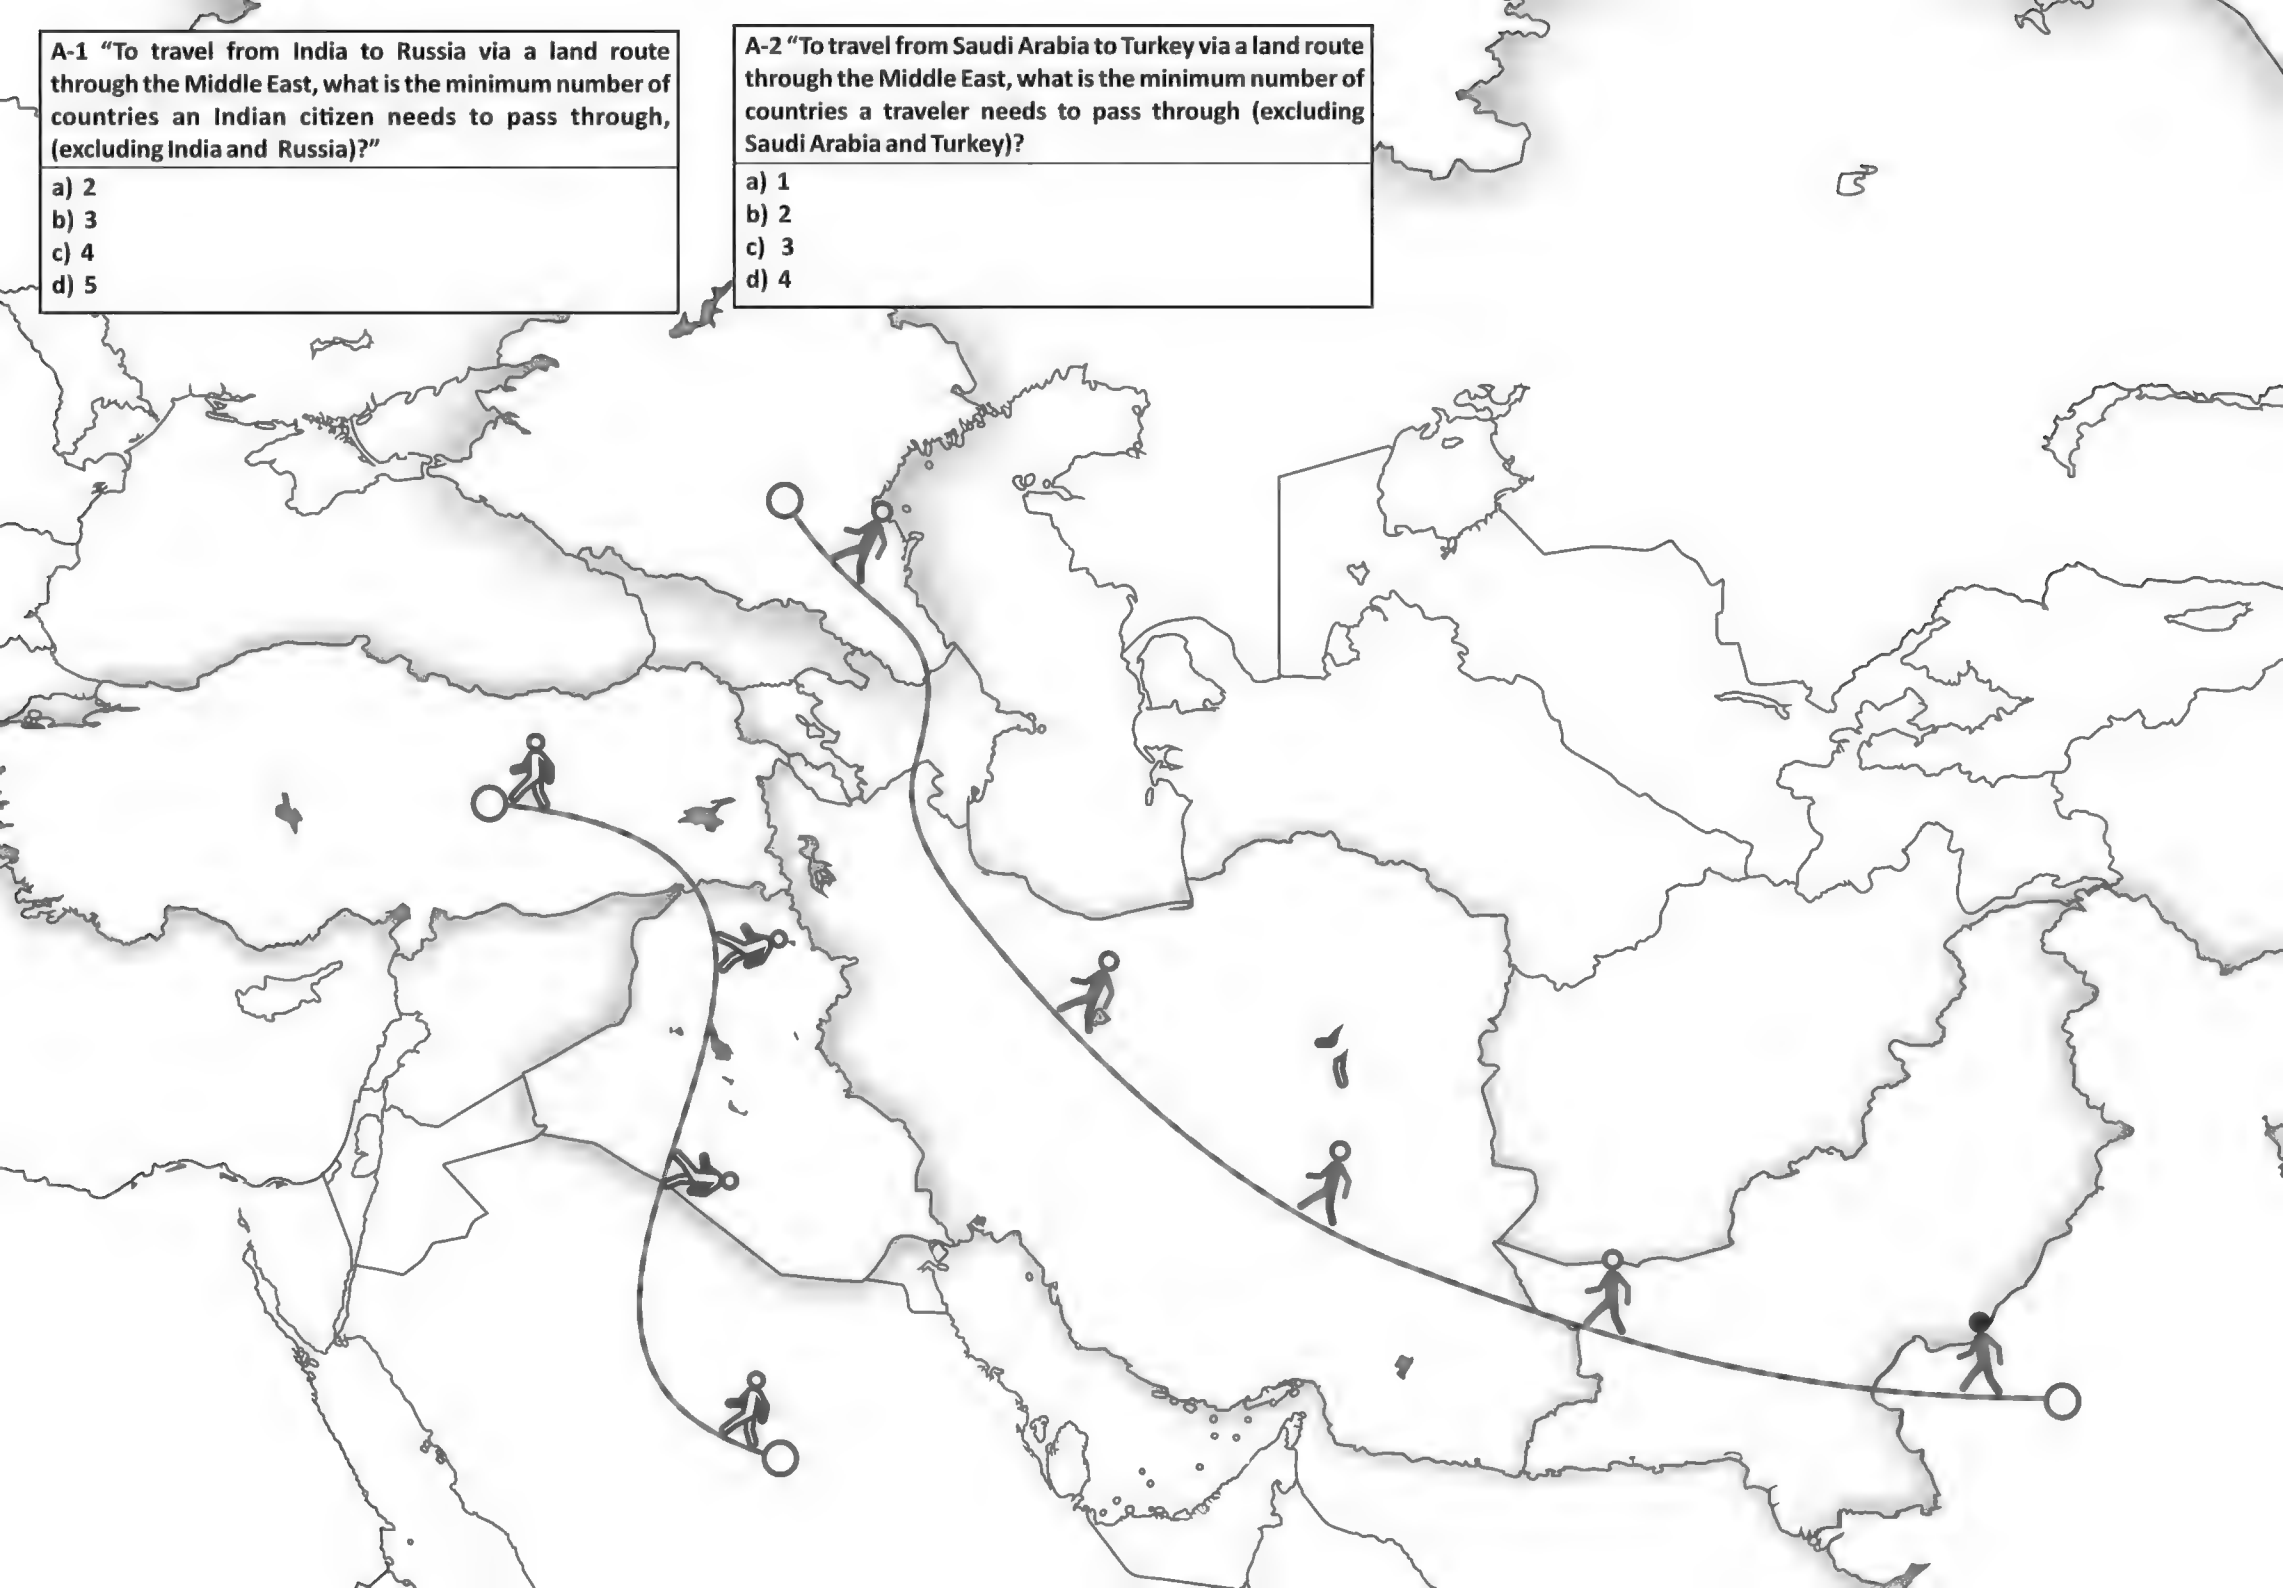 A-1 “To travel from India to Russia via a land route
through the Middle East, what is the minimum number of
countries an Indian citizen needs to pass through,
(excluding India and Russia)?”
a) 2
b) 3
c) 4
d) 5
A-2 “To travel from Saudi Arabia to Turkey via a land route
through the Middle East, what is the minimum number of
countries a traveler needs to pass through (excluding
Saudi Arabia and Turkey)?
a) 1
b) 2
c) 3
d) 4